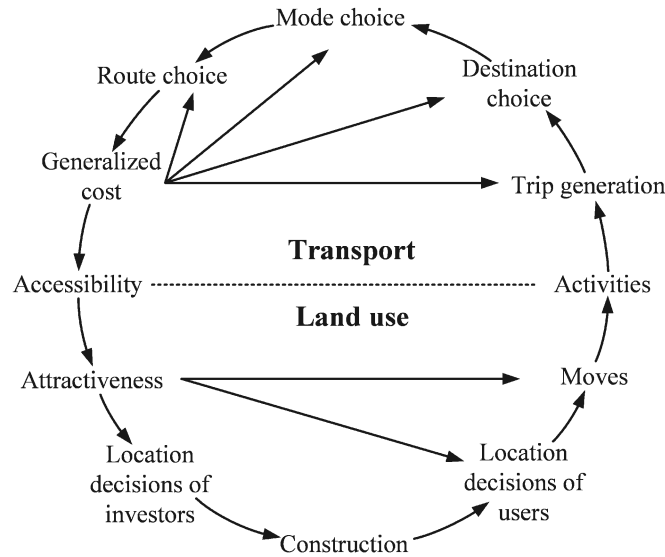 Mode choice
Route choice
Destination
choice
Generalized
cost
Trip generation
Transport
Accessibility
Activities
Land use
Attractiveness
Moves
Location
decisions of
investors
Location
decisions of
users
Construction